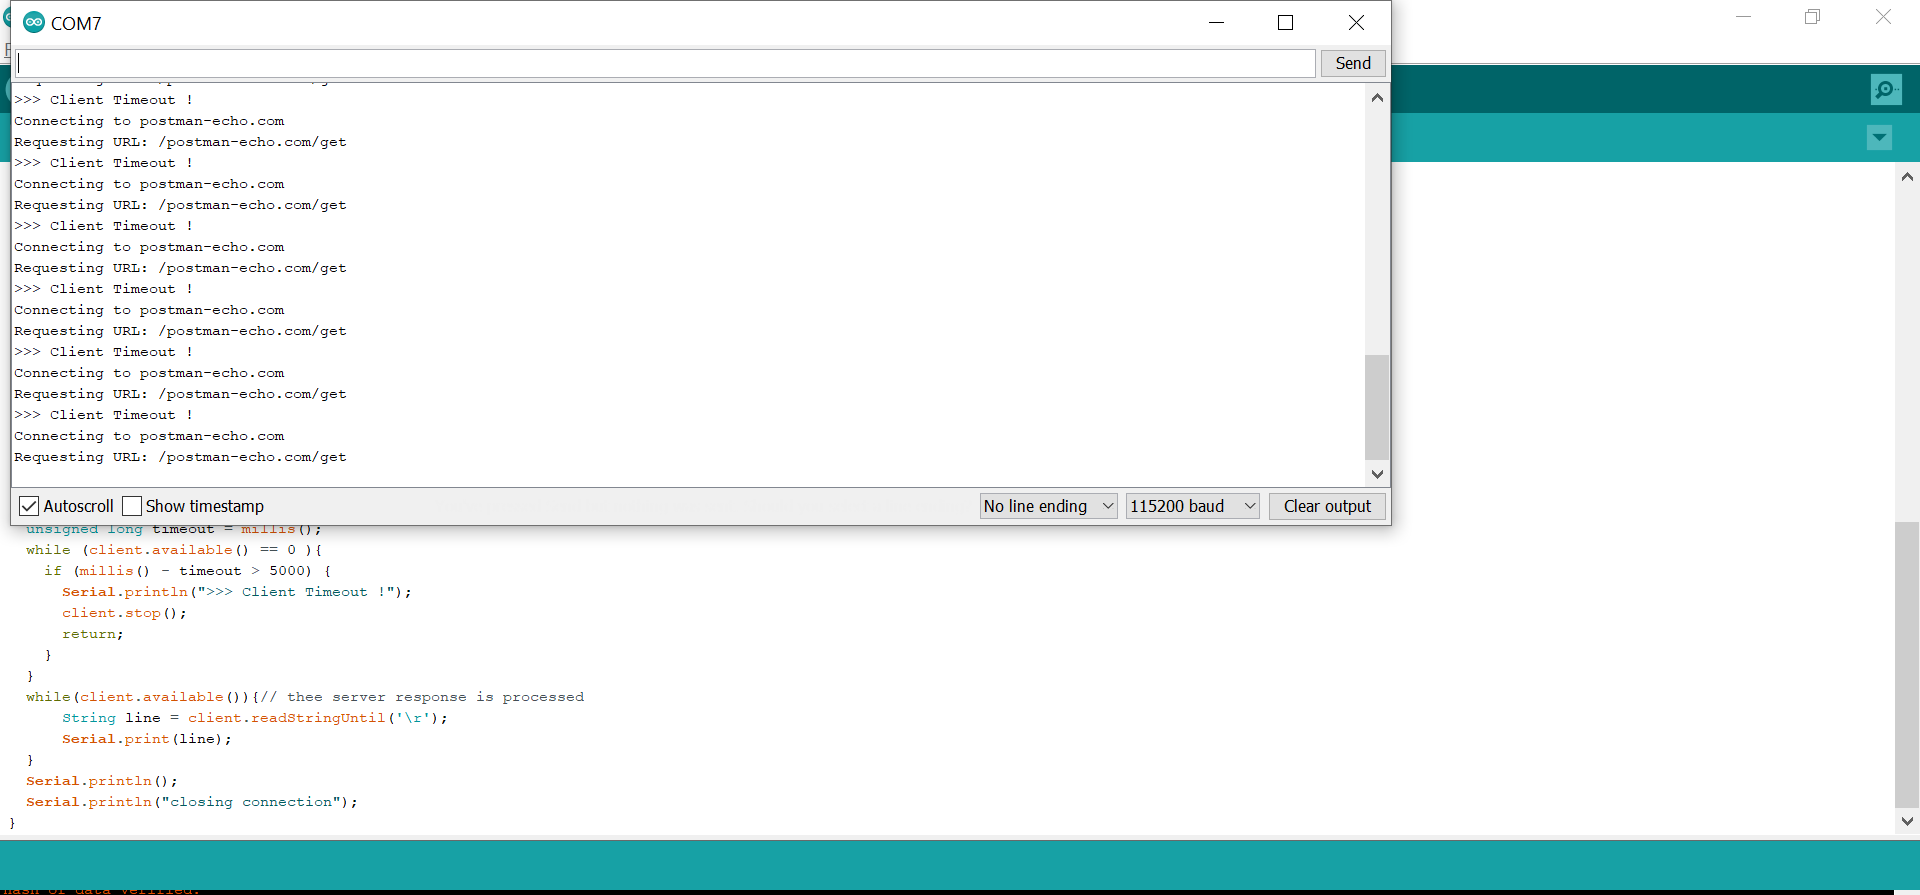 COM7
Send
>>> Client Timeout !
Connecting to postman-echo.com
Requesting URL: /postman-echo.com/get
>>> Client Timeout !
Connecting to postman-echo.com
Requesting URL: /postman-echo.com/get
>>> Client Timeout !
Connecting to postman-echo.com
Requesting URL: /postman-echo.com/get
>>> Client Timeout !
Connecting to postman-echo.com
Requesting URL: /postman-echo.com/get
>>> Client Timeout !
Connecting to postman-echo.com
Requesting URL: /postman-echo.com/get
>>> Client Timeout !
Connecting to postman-echo.com
Requesting URL: /postman-echo.com/get
Autoscroll Show timestamp No line ending 115200 baud Clear output
unsigned long timeout = millis();
while (client.available() == 0 ){
if (millis() - timeout > 5000) {
Serial.println(">>> Client Timeout !");
client.stop();
return;
}
}
while(client.available()){// thee server response is processed
String line = client.readStringUntil('\r');
Serial.print(line);
}
Serial.println();
Serial.println("closing connection");
}
hash of data verified.